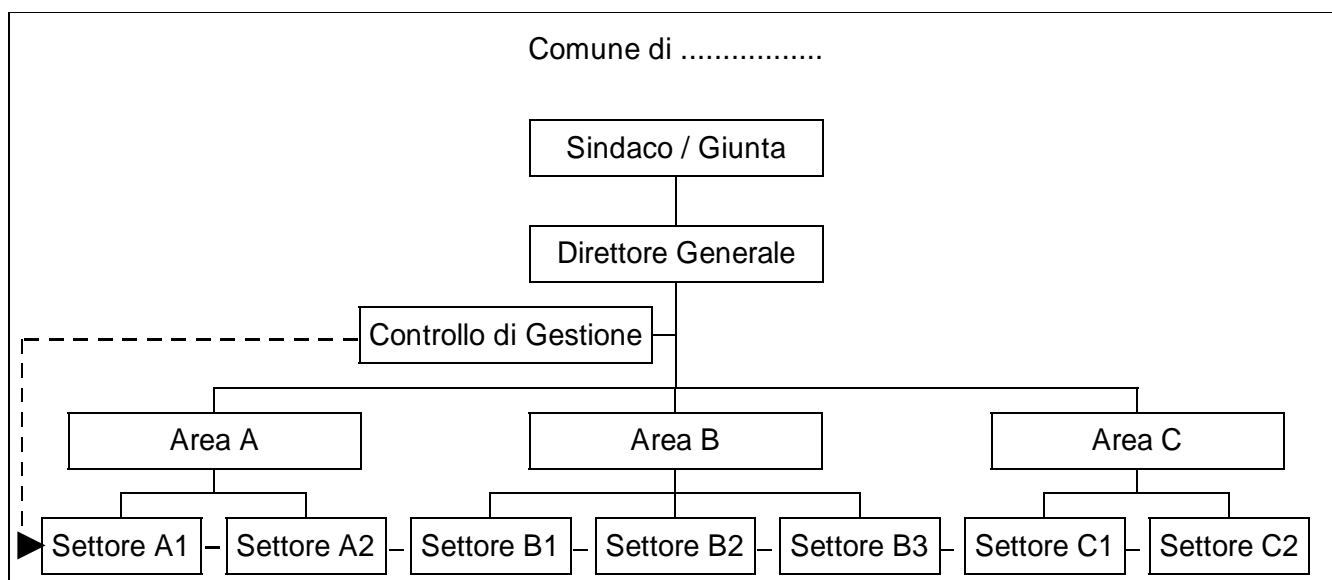 Comune di .................
Sindaco / Giunta
Direttore Generale
Controllo di Gestione
Area A
Area B
Area C
Settore A1
Settore A2
Settore B1
Settore B2
Settore B3
Settore C1
Settore C2